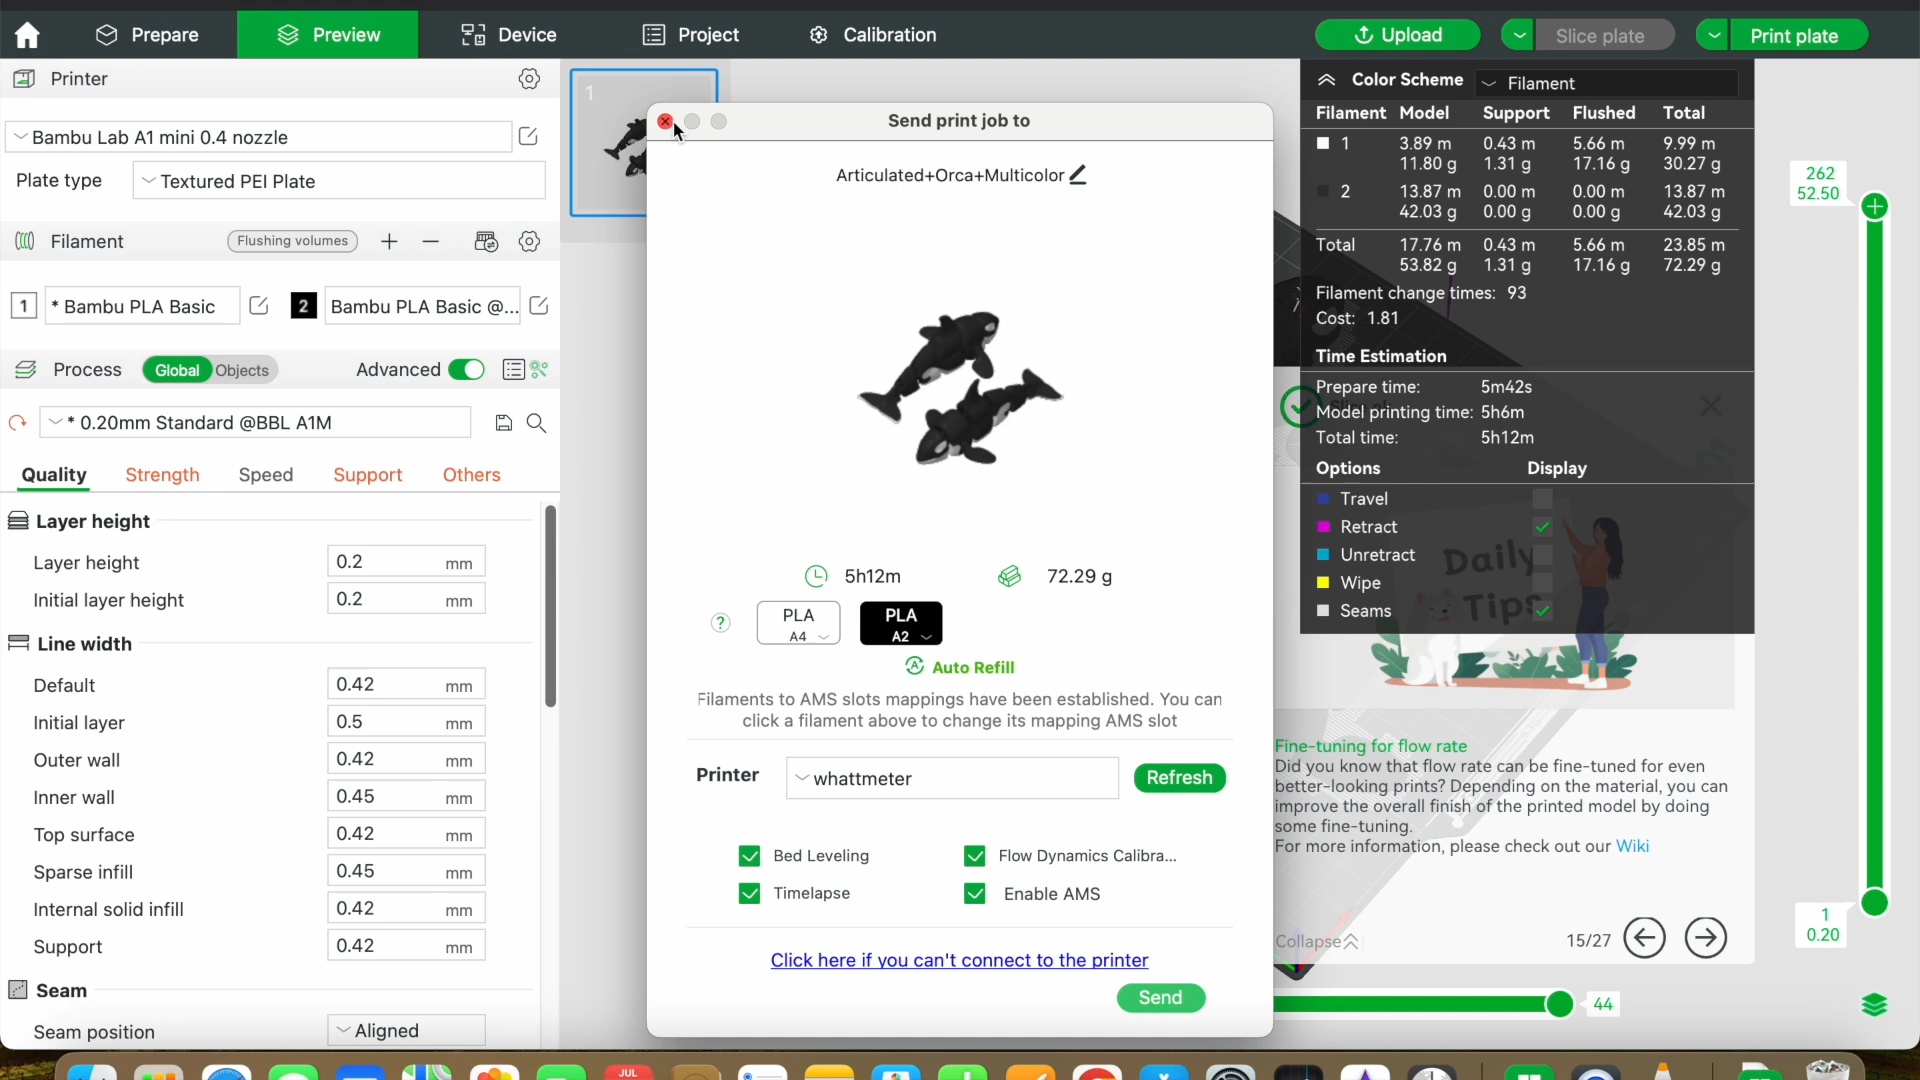 Prepare
Preview
Device
Project
Calibration
Upload
Slice plate
Print plate
Printer
Bambu Lab A1 mini 0.4 nozzle
Plate type
Textured PEI Plate
Filament
Flushing volumes
1
* Bambu PLA Basic
2
Bambu PLA Basic @...
Process
Global
Objects
Advanced
* 0.20mm Standard @BBL A1M
Quality
Strength
Speed
Support
Others
Layer height
Layer height
0.2 mm
Initial layer height
0.2 mm
Line width
Default
0.42 mm
Initial layer
0.5 mm
Outer wall
0.42 mm
Inner wall
0.45 mm
Top surface
0.42 mm
Sparse infill
0.45 mm
Internal solid infill
0.42 mm
Support
0.42 mm
Seam
Seam position
Aligned
1
Send print job to
Articulated+Orca+Multicolor
5h12m
72.29 g
?
PLA
A4
PLA
A2
Auto Refill
Filaments to AMS slots mappings have been established. You can
click a filament above to change its mapping AMS slot
Printer
whattmeter
Refresh
Bed Leveling
Flow Dynamics Calibra...
Timelapse
Enable AMS
Click here if you can't connect to the printer
Send
Color Scheme
Filament
Filament Model Support Flushed Total
1 3.89 m 0.43 m 5.66 m 9.99 m
11.80 g 1.31 g 17.16 g 30.27 g
2 13.87 m 0.00 m 0.00 m 13.87 m
42.03 g 0.00 g 0.00 g 42.03 g
Total 17.76 m 0.43 m 5.66 m 23.85 m
53.82 g 1.31 g 17.16 g 72.29 g
Filament change times: 93
Cost: 1.81
Time Estimation
Prepare time: 5m42s
Model printing time: 5h6m
Total time: 5h12m
Options Display
Travel
Retract
Unretract
Wipe
Seams
Daily
Tips
Fine-tuning for flow rate
Did you know that flow rate can be fine-tuned for even
better-looking prints? Depending on the material, you can
improve the overall finish of the printed model by doing
some fine-tuning.
For more information, please check out our Wiki
Collapse
15/27
262
52.50
1
0.20
44
JUL